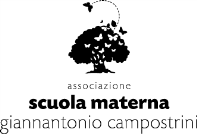 associazione
scuola materna
giannantonio campostrini